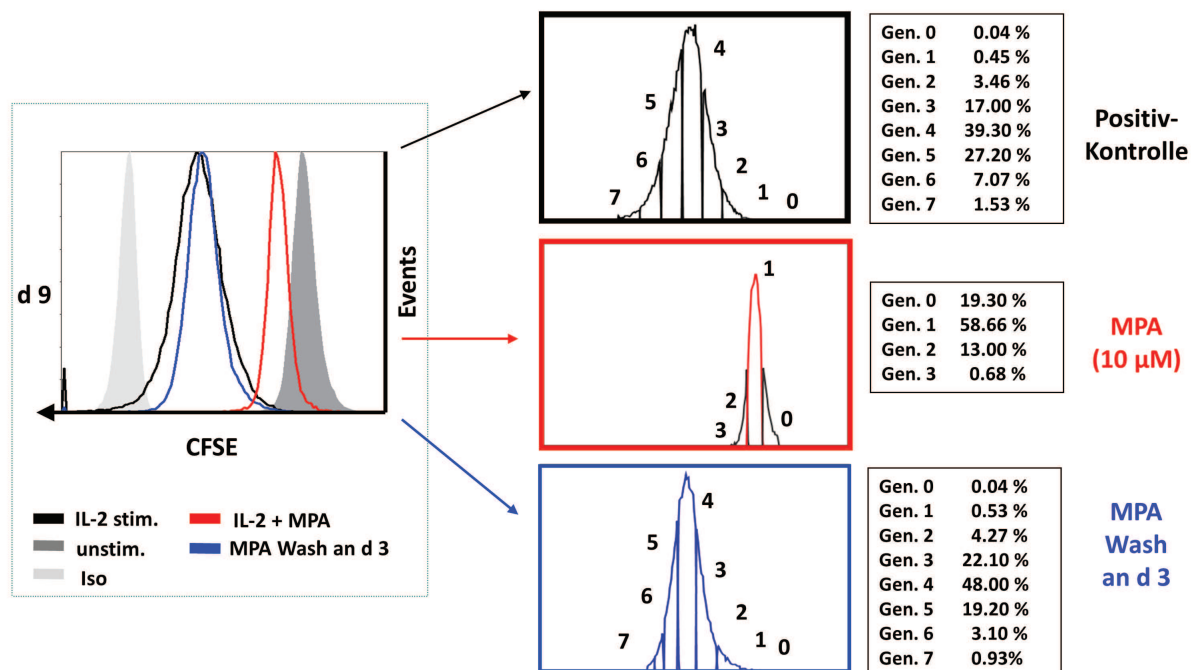 d 9
Events
CFSE
IL-2 stim.
IL-2 + MPA
unstim.
MPA Wash an d 3
Iso
4
5
3
6
2
7
1
0
Gen. 0 0.04 %
Gen. 1 0.45 %
Gen. 2 3.46 %
Gen. 3 17.00 %
Gen. 4 39.30 %
Gen. 5 27.20 %
Gen. 6 7.07 %
Gen. 7 1.53 %
Positiv-
Kontrolle
1
2
0
3
Gen. 0 19.30 %
Gen. 1 58.66 %
Gen. 2 13.00 %
Gen. 3 0.68 %
MPA
(10 µM)
4
5
3
6
2
7
1
0
Gen. 0 0.04 %
Gen. 1 0.53 %
Gen. 2 4.27 %
Gen. 3 22.10 %
Gen. 4 48.00 %
Gen. 5 19.20 %
Gen. 6 3.10 %
Gen. 7 0.93%
MPA
Wash
an d 3